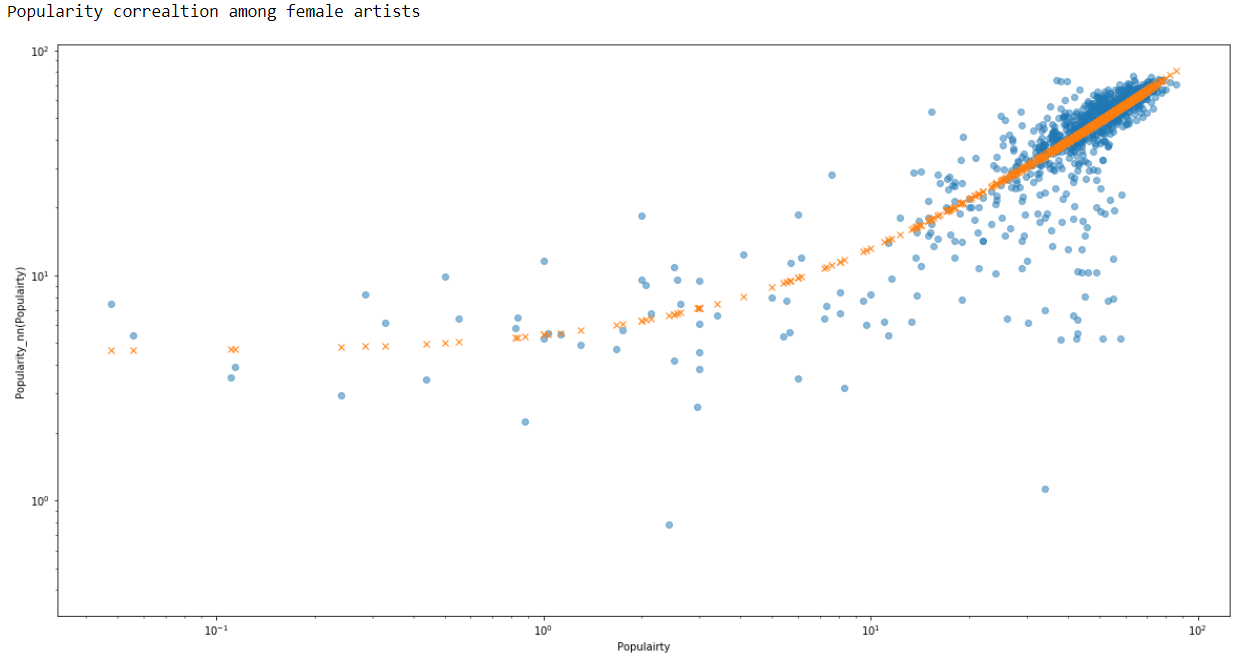 Popularity correaltion among female artists
10²
10¹
10⁰
Popularity_nn(Populairty)
10⁻¹
10⁰
10¹
10²
Populairty